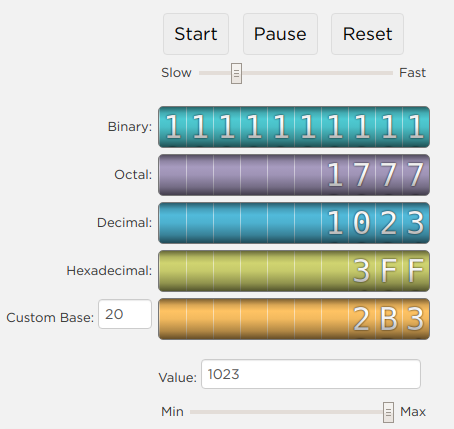 Start Pause Reset
Slow Fast
Binary: 1111111111
Octal: 1777
Decimal: 1023
Hexadecimal: 3FF
Custom Base: 20 2B3
Value: 1023
Min Max